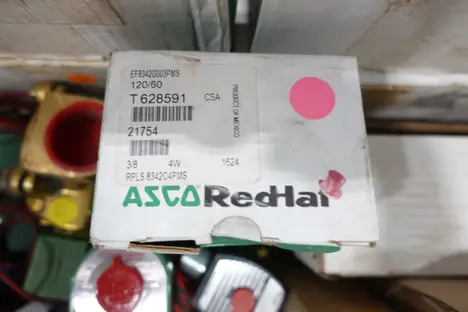 EF8342G003PMS
120/60
T 628591 CSA
PRODUCT OF MEXICO
21754
3/8 4W 1624
RPLS 8342C4PMS
ASCO RedHat